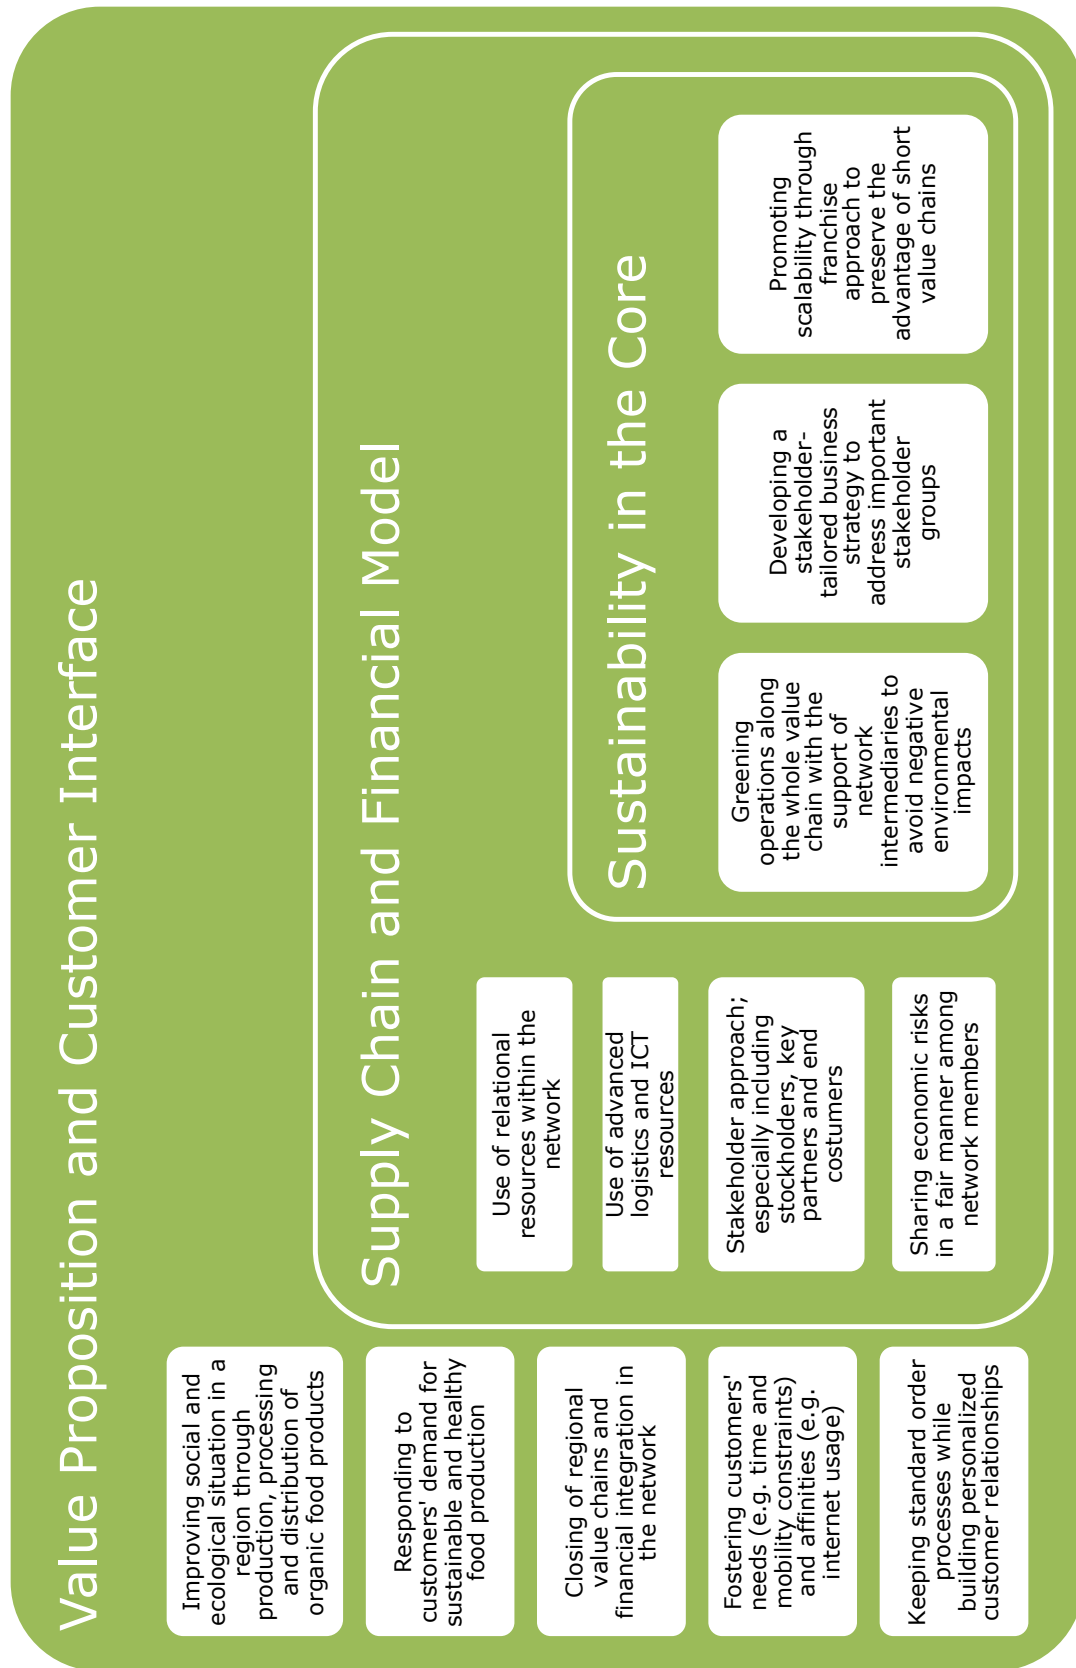 Value Proposition and Customer Interface
Improving social and
ecological situation in a
region through
production, processing
and distribution of
organic food products
Responding to
customers' demand for
sustainable and healthy
food production
Closing of regional
value chains and
financial integration in
the network
Fostering customers'
needs (e.g. time and
mobility constraints)
and affinities (e.g.
internet usage)
Keeping standard order
processes while
building personalized
customer relationships
Supply Chain and Financial Model
Use of relational
resources within the
network
Use of advanced
logistics and ICT
resources
Stakeholder approach;
especially including
stockholders, key
partners and end
costumers
Sharing economic risks
in a fair manner among
network members
Sustainability in the Core
Greening
operations along
the whole value
chain with the
support of
network
intermediaries to
avoid negative
environmental
impacts
Developing a
stakeholder-
tailored business
strategy to
address important
stakeholder
groups
Promoting
scalability through
franchise
approach to
preserve the
advantage of short
value chains